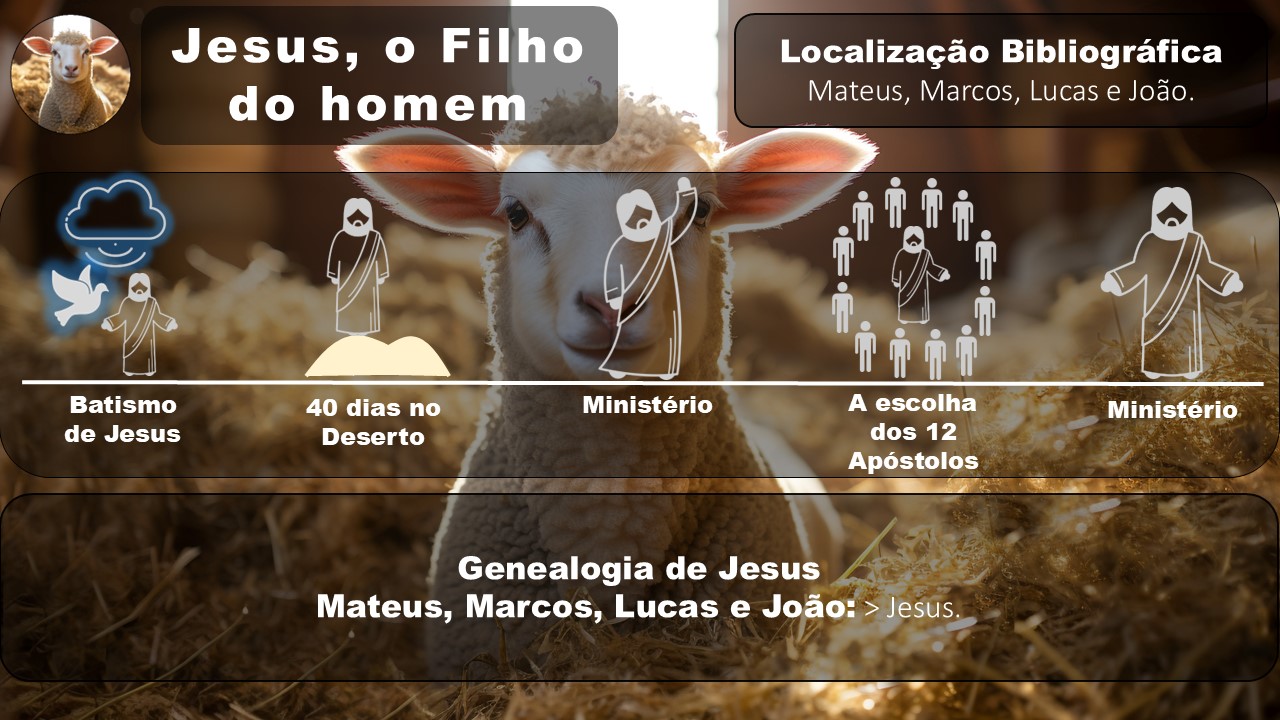 Jesus, o Filho
do homem
Localização Bibliográfica
Mateus, Marcos, Lucas e João.
Batismo
de Jesus
40 dias no
Deserto
Ministério
A escolha
dos 12
Apóstolos
Ministério
Genealogia de Jesus
Mateus, Marcos, Lucas e João: > Jesus.